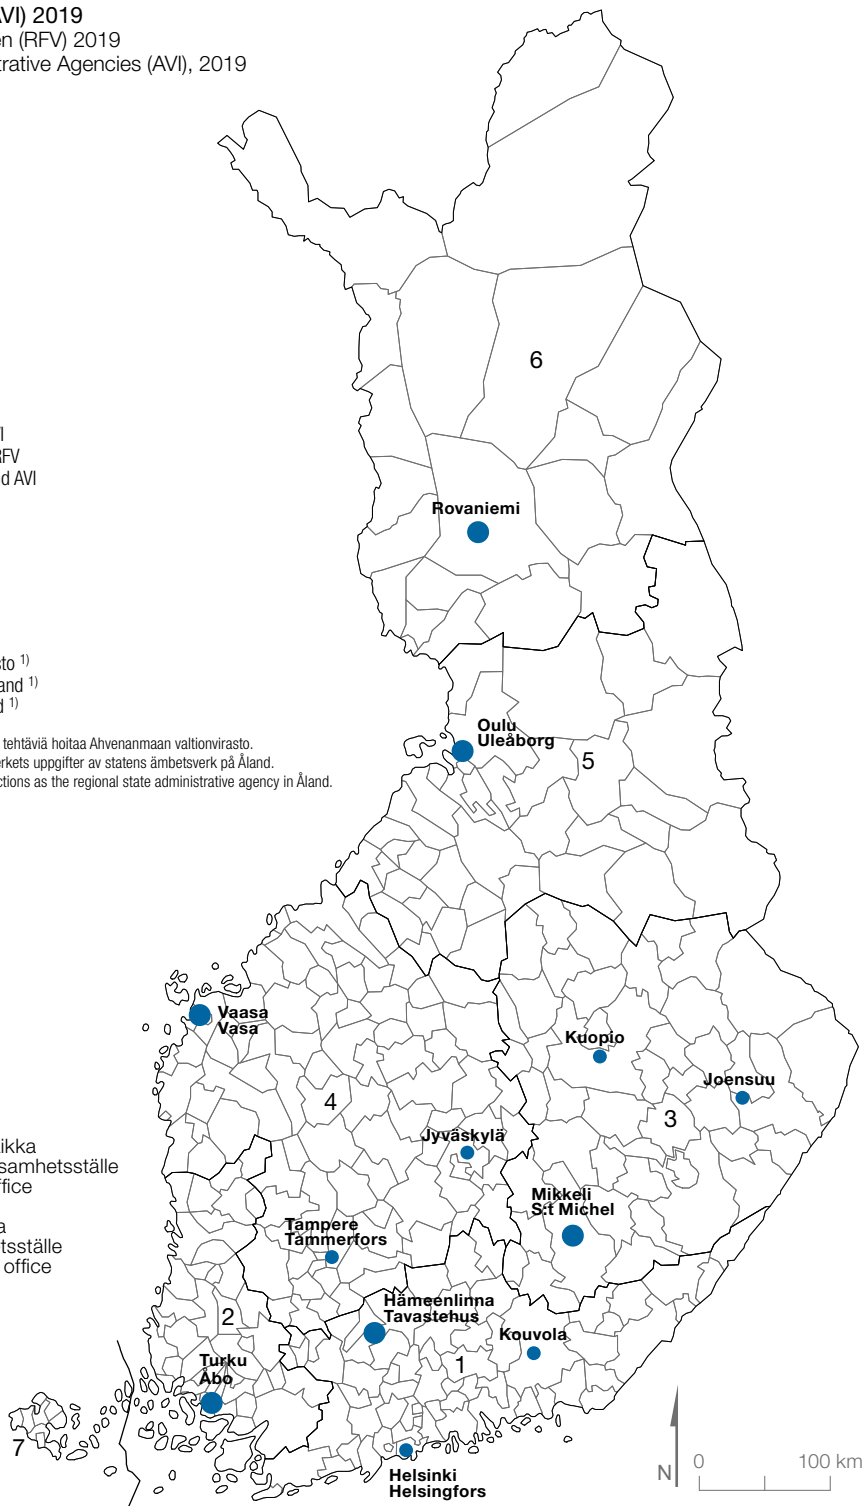 AVI) 2019
en (RFV) 2019
trative Agencies (AVI), 2019
6
I
RFV
d AVI
Rovaniemi
sto 1)
and 1)
d 1)
Oulu
Uleåborg
tehtäviä hoitaa Ahvenanmaan valtionvirasto.
erkets uppgifter av statens ämbetsverk på Åland.
ctions as the regional state administrative agency in Åland.
5
Vaasa
Vasa
Kuopio
Joensuu
4
3
Jyväskylä
ikka
samhetsställe
ffice
Mikkeli
S:t Michel
a
tsställe
office
Tampere
Tammerfors
Hämeenlinna
Tavastehus
2
Kouvola
Turku
Åbo
1
7
Helsinki
Helsingfors
N
0 100 km